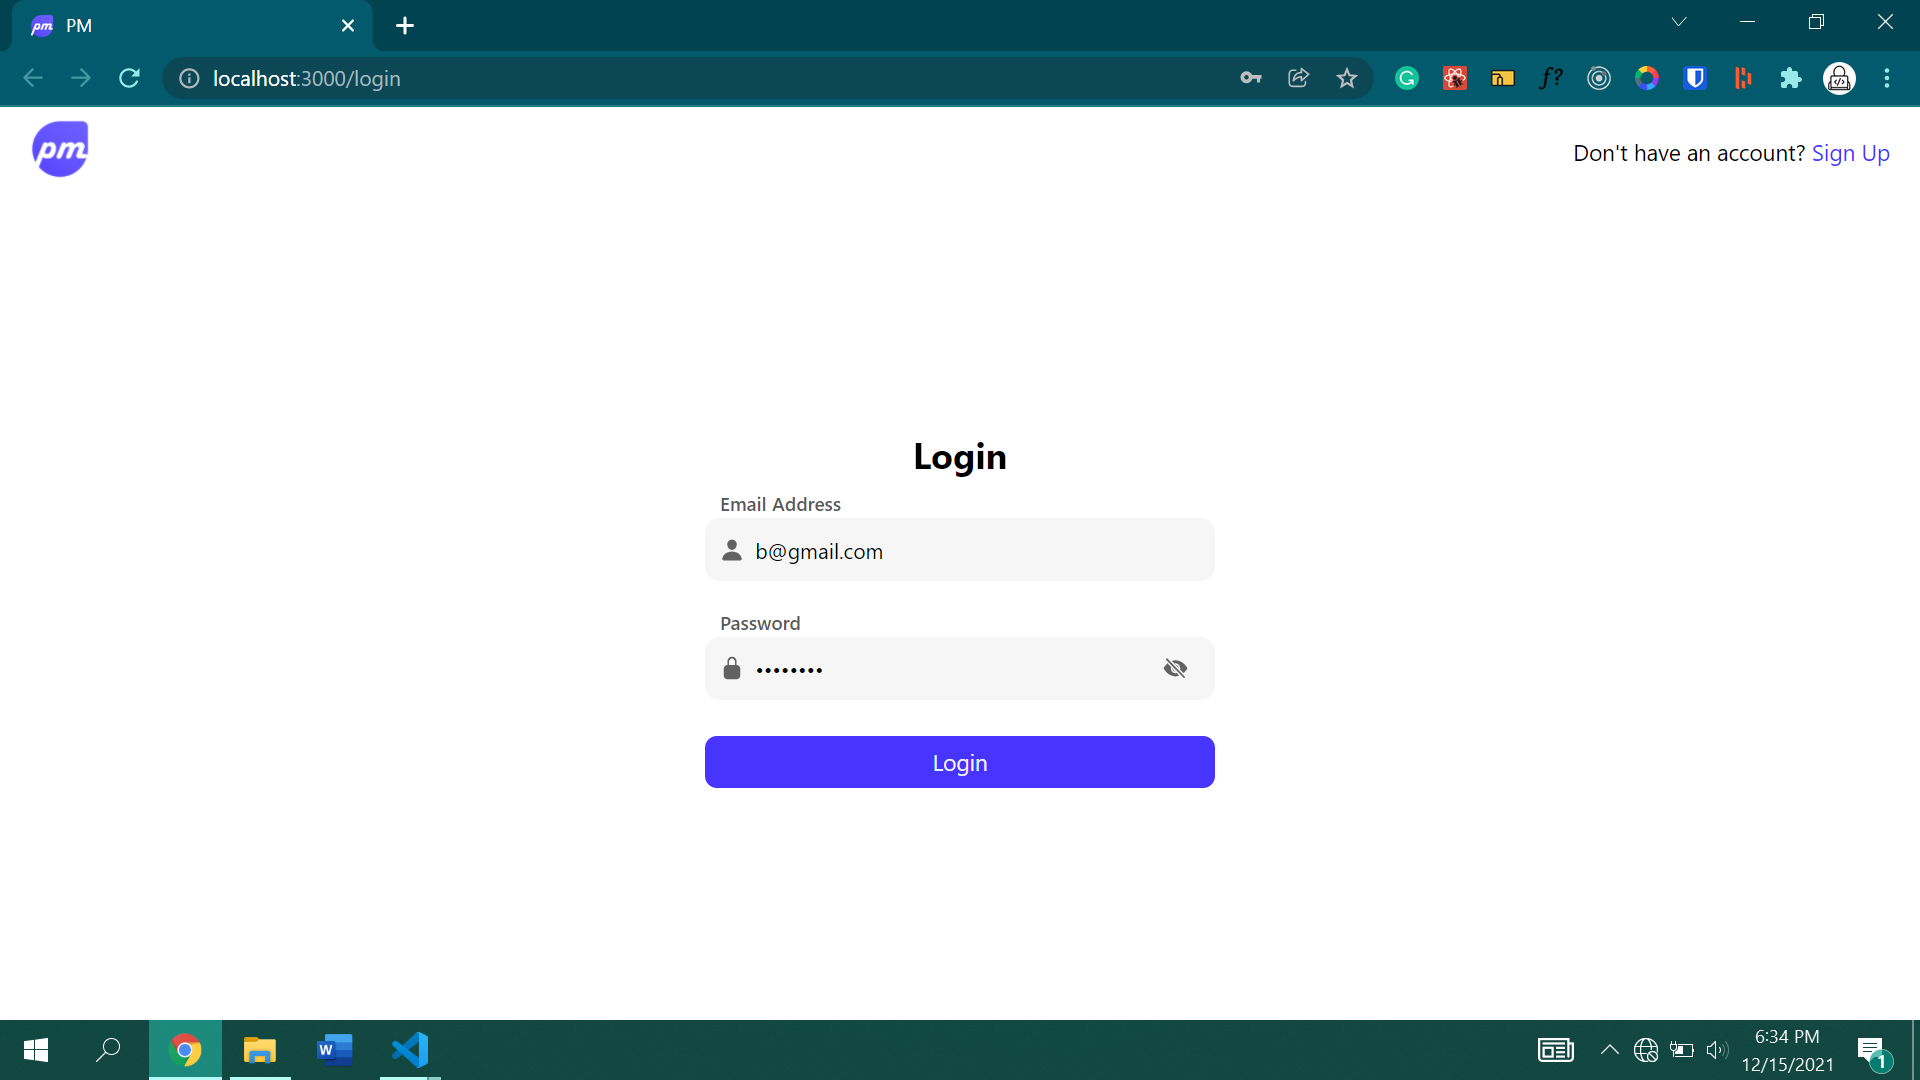 PM
localhost:3000/login
f?
pm
Don't have an account? Sign Up
Login
Email Address
b@gmail.com
Password
••••••••
Login
W
6:34 PM
12/15/2021
1